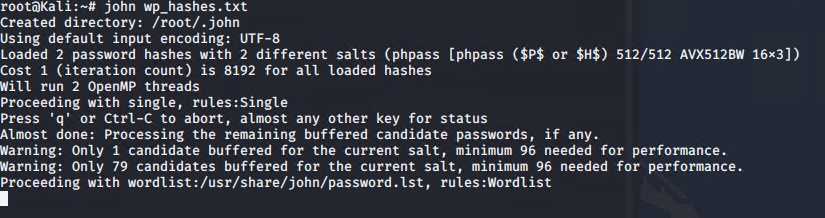 root@Kali:~# john wp_hashes.txt
Created directory: /root/.john
Using default input encoding: UTF-8
Loaded 2 password hashes with 2 different salts (phpass [phpass ($P$ or $H$) 512/512 AVX512BW 16×3])
Cost 1 (iteration count) is 8192 for all loaded hashes
Will run 2 OpenMP threads
Proceeding with single, rules:Single
Press 'q' or Ctrl-C to abort, almost any other key for status
Almost done: Processing the remaining buffered candidate passwords, if any.
Warning: Only 1 candidate buffered for the current salt, minimum 96 needed for performance.
Warning: Only 79 candidates buffered for the current salt, minimum 96 needed for performance.
Proceeding with wordlist:/usr/share/john/password.lst, rules:Wordlist